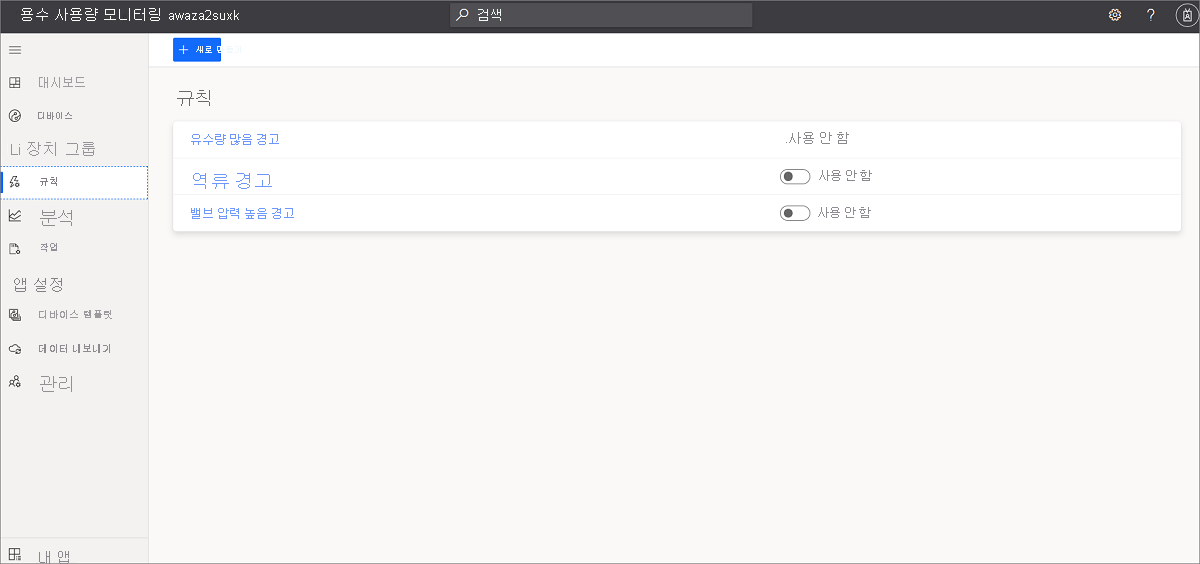 용수 사용량 모니터링 awaza2suxk
검색
?
새로
대시보드
디바이스
Li 장치 그룹
규칙
분석
작업
앱 설정
디바이스 템플릿
데이터 내보내기
관리
내 앱
규칙
유수량 많음 경고
.사용 안 함
역류 경고
사용 안 함
밸브 압력 높음 경고
사용 안 함